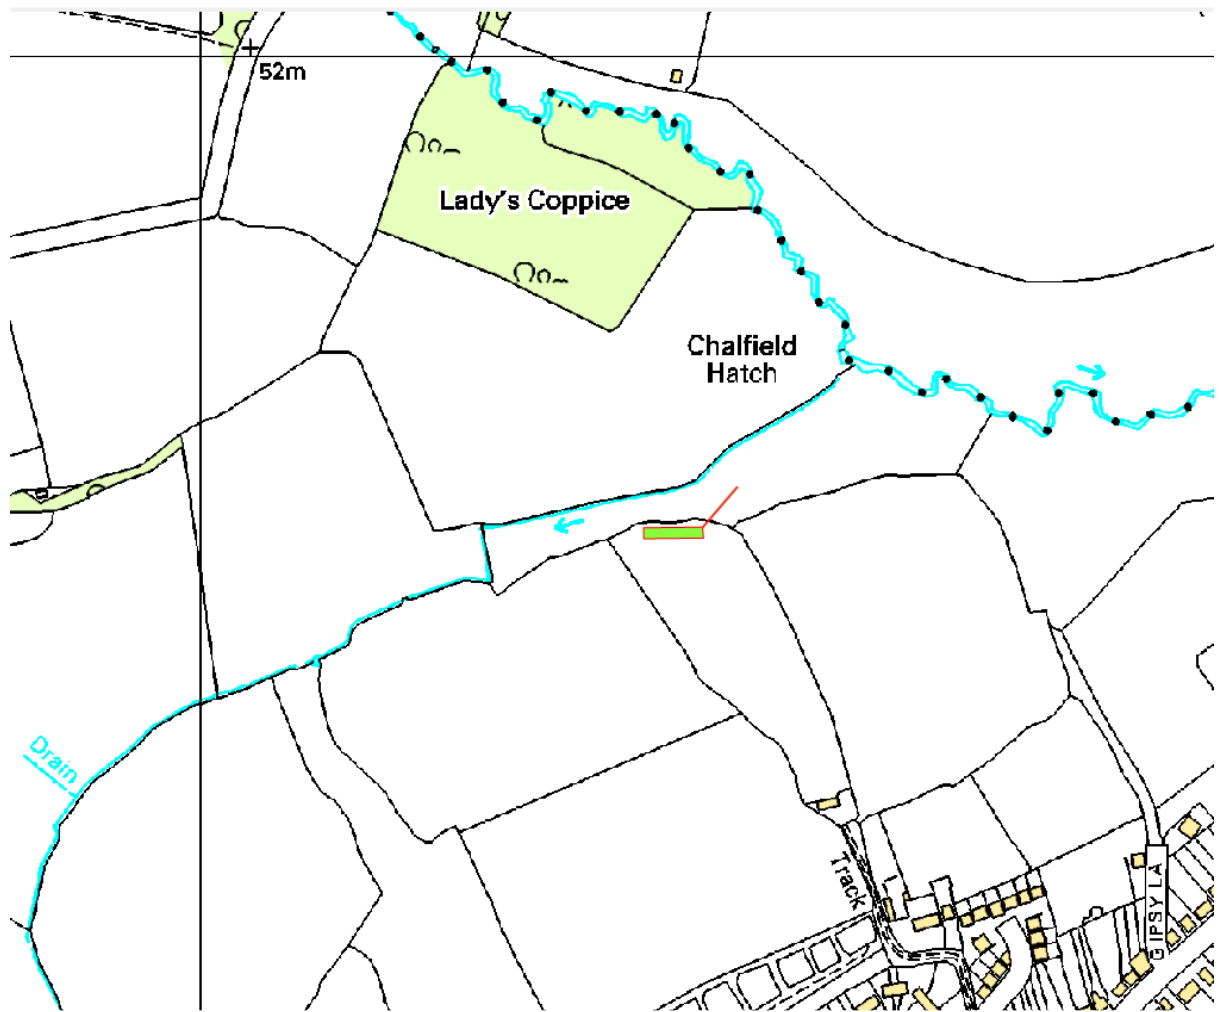 52m
Lady's Coppice
Chalfield
Hatch
Drain
Track
GIPSY LA